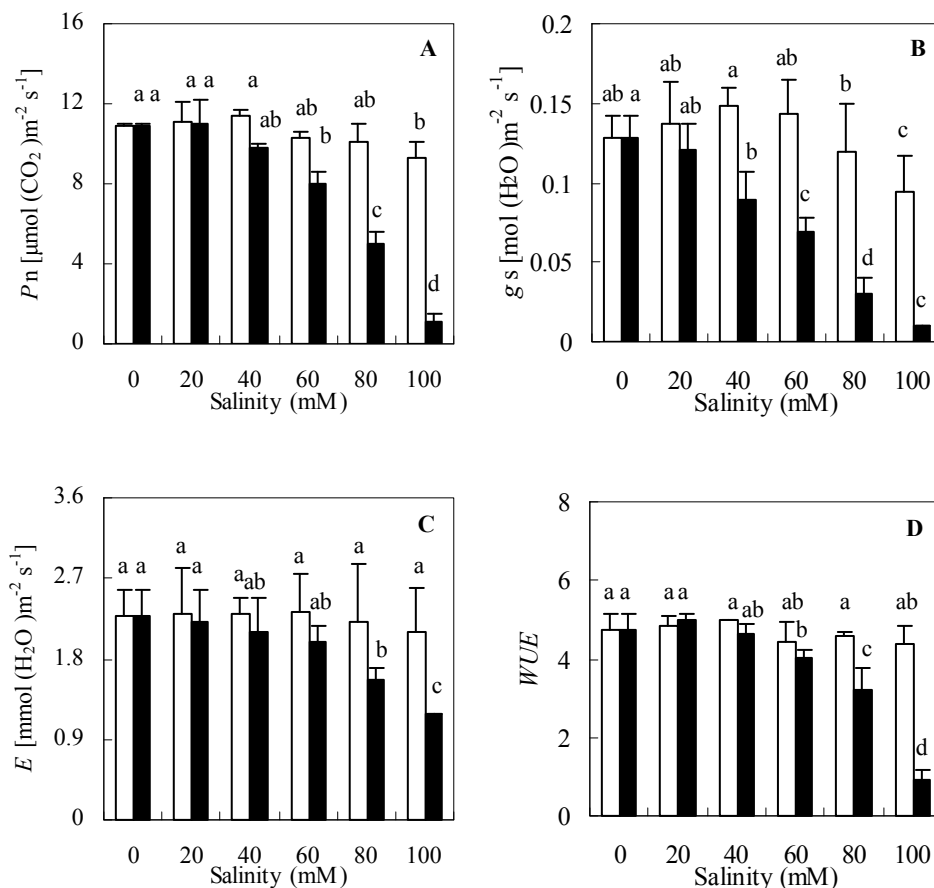 A
16
12
8
4
0
Pn [µmol (CO₂ )m⁻² s⁻¹]
a a
a a
a
ab
ab
b
ab
c
b
d
0 20 40 60 80 100
Salinity (mM)
B
0.2
0.15
0.1
0.05
0
g s [mol (H₂O )m⁻² s⁻¹]
ab a
ab
ab
a
b
ab
c
b
d
c
c
0 20 40 60 80 100
Salinity (mM)
C
3.6
2.7
1.8
0.9
0
E [mmol (H₂O )m⁻² s⁻¹]
a a
a
a
a ab
a
ab
a
b
a
c
0 20 40 60 80 100
Salinity (mM)
D
8
6
4
2
0
WUE
a a
a a
a
ab
ab
b
a
c
ab
d
0 20 40 60 80 100
Salinity (mM)